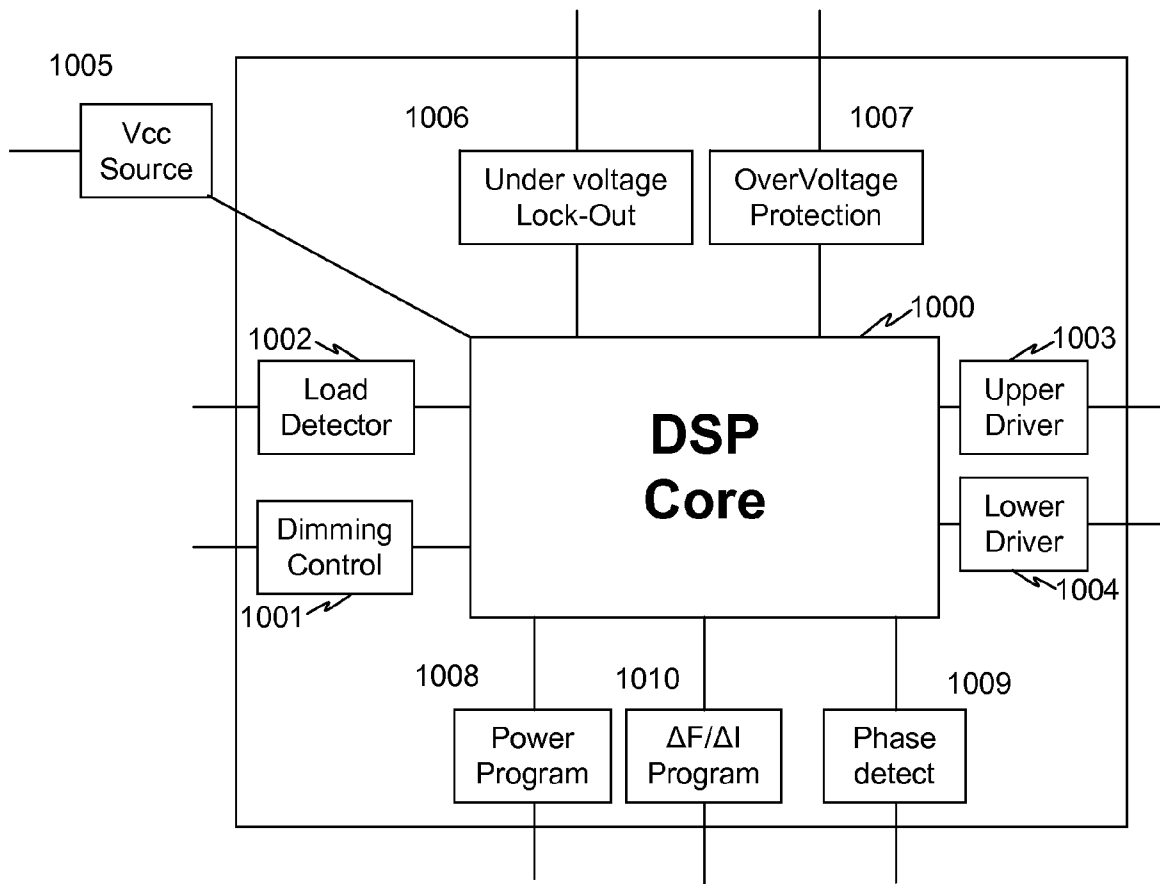 1005
Vcc
Source
1006
Under voltage
Lock-Out
1007
OverVoltage
Protection
1000
1002
Load
Detector
1003
Upper
Driver
DSP
Core
Dimming
Control
1001
Lower
Driver
1004
1008
Power
Program
1010
ΔF/ΔI
Program
1009
Phase
detect